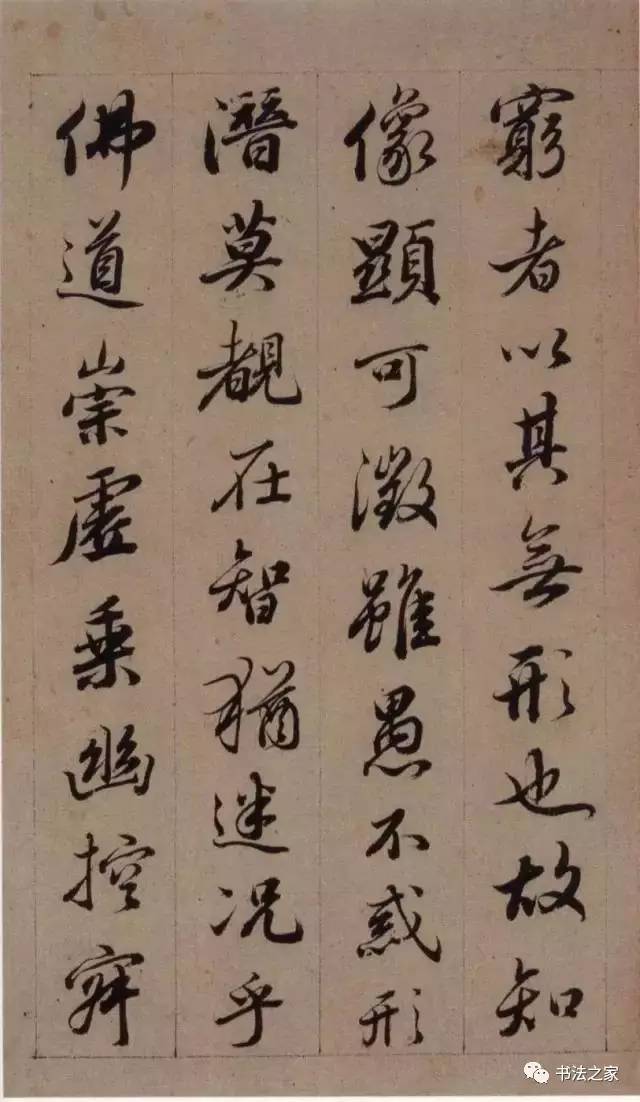 窮者以其無形也故知
像顯可徵雖愚不惑形
潛莫覩在智猶迷况乎
佛道崇虛乗幽控寂
书法之家